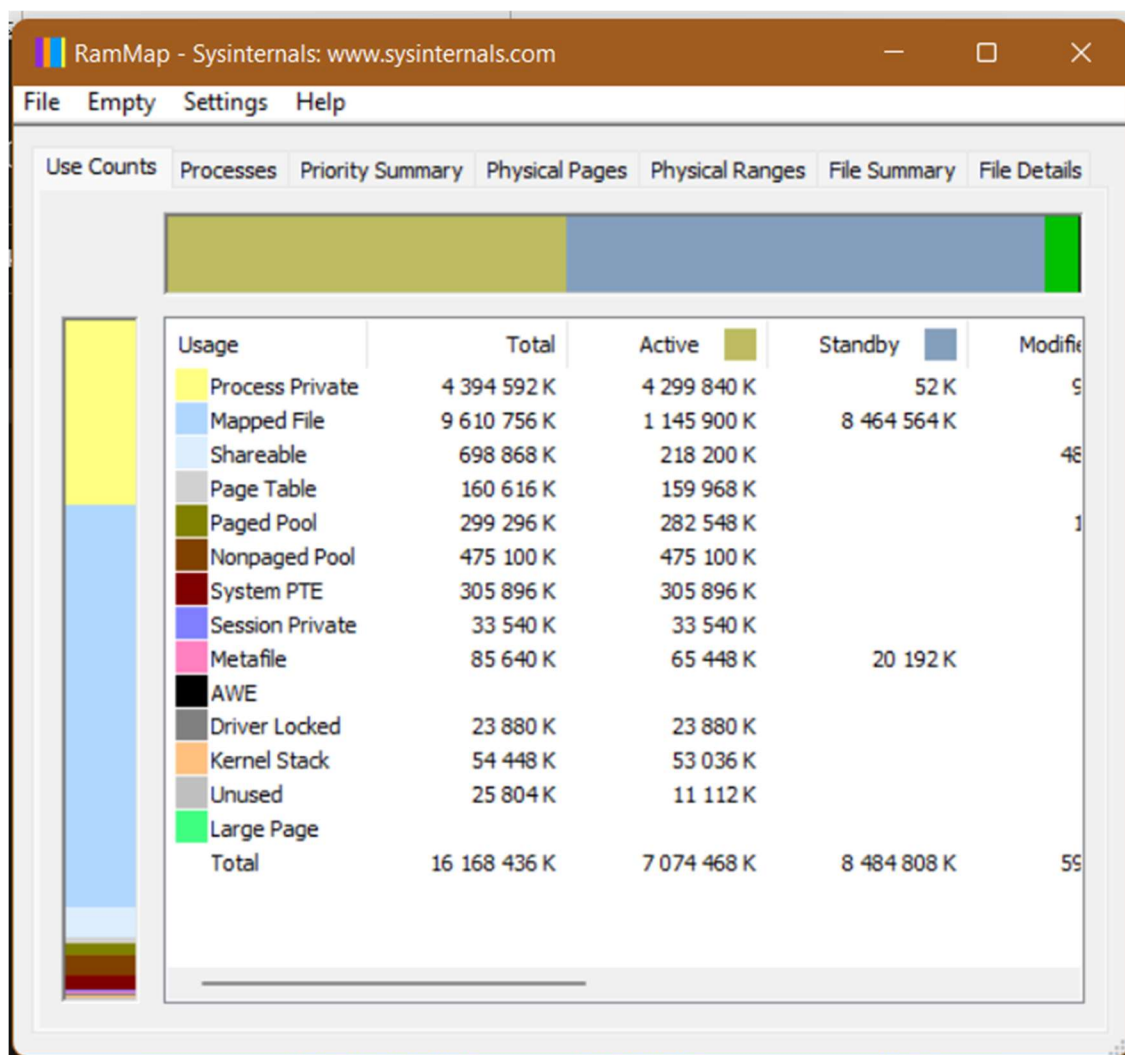 RamMap - Sysinternals: www.sysinternals.com
File Empty Settings Help
Use Counts Processes Priority Summary Physical Pages Physical Ranges File Summary File Details
Usage Total Active Standby Modifie
Process Private 4 394 592 K 4 299 840 K 52 K 9
Mapped File 9 610 756 K 1 145 900 K 8 464 564 K
Shareable 698 868 K 218 200 K 48
Page Table 160 616 K 159 968 K
Paged Pool 299 296 K 282 548 K 1
Nonpaged Pool 475 100 K 475 100 K
System PTE 305 896 K 305 896 K
Session Private 33 540 K 33 540 K
Metafile 85 640 K 65 448 K 20 192 K
AWE
Driver Locked 23 880 K 23 880 K
Kernel Stack 54 448 K 53 036 K
Unused 25 804 K 11 112 K
Large Page
Total 16 168 436 K 7 074 468 K 8 484 808 K 59